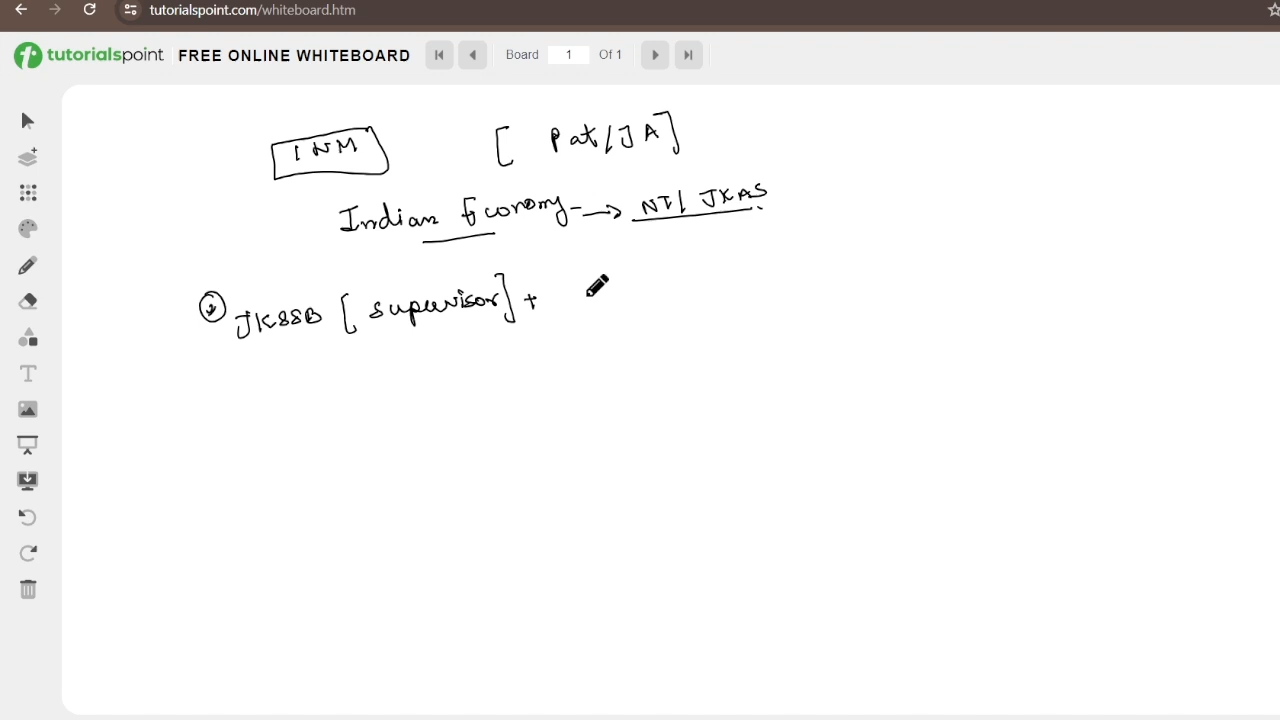 tutorialspoint.com/whiteboard.htm
tutorialspoint FREE ONLINE WHITEBOARD Board 1 Of 1
INM [ Pat/JA]
Indian Economy → NT/ JKAS
② JKSSB [ supervisor] +